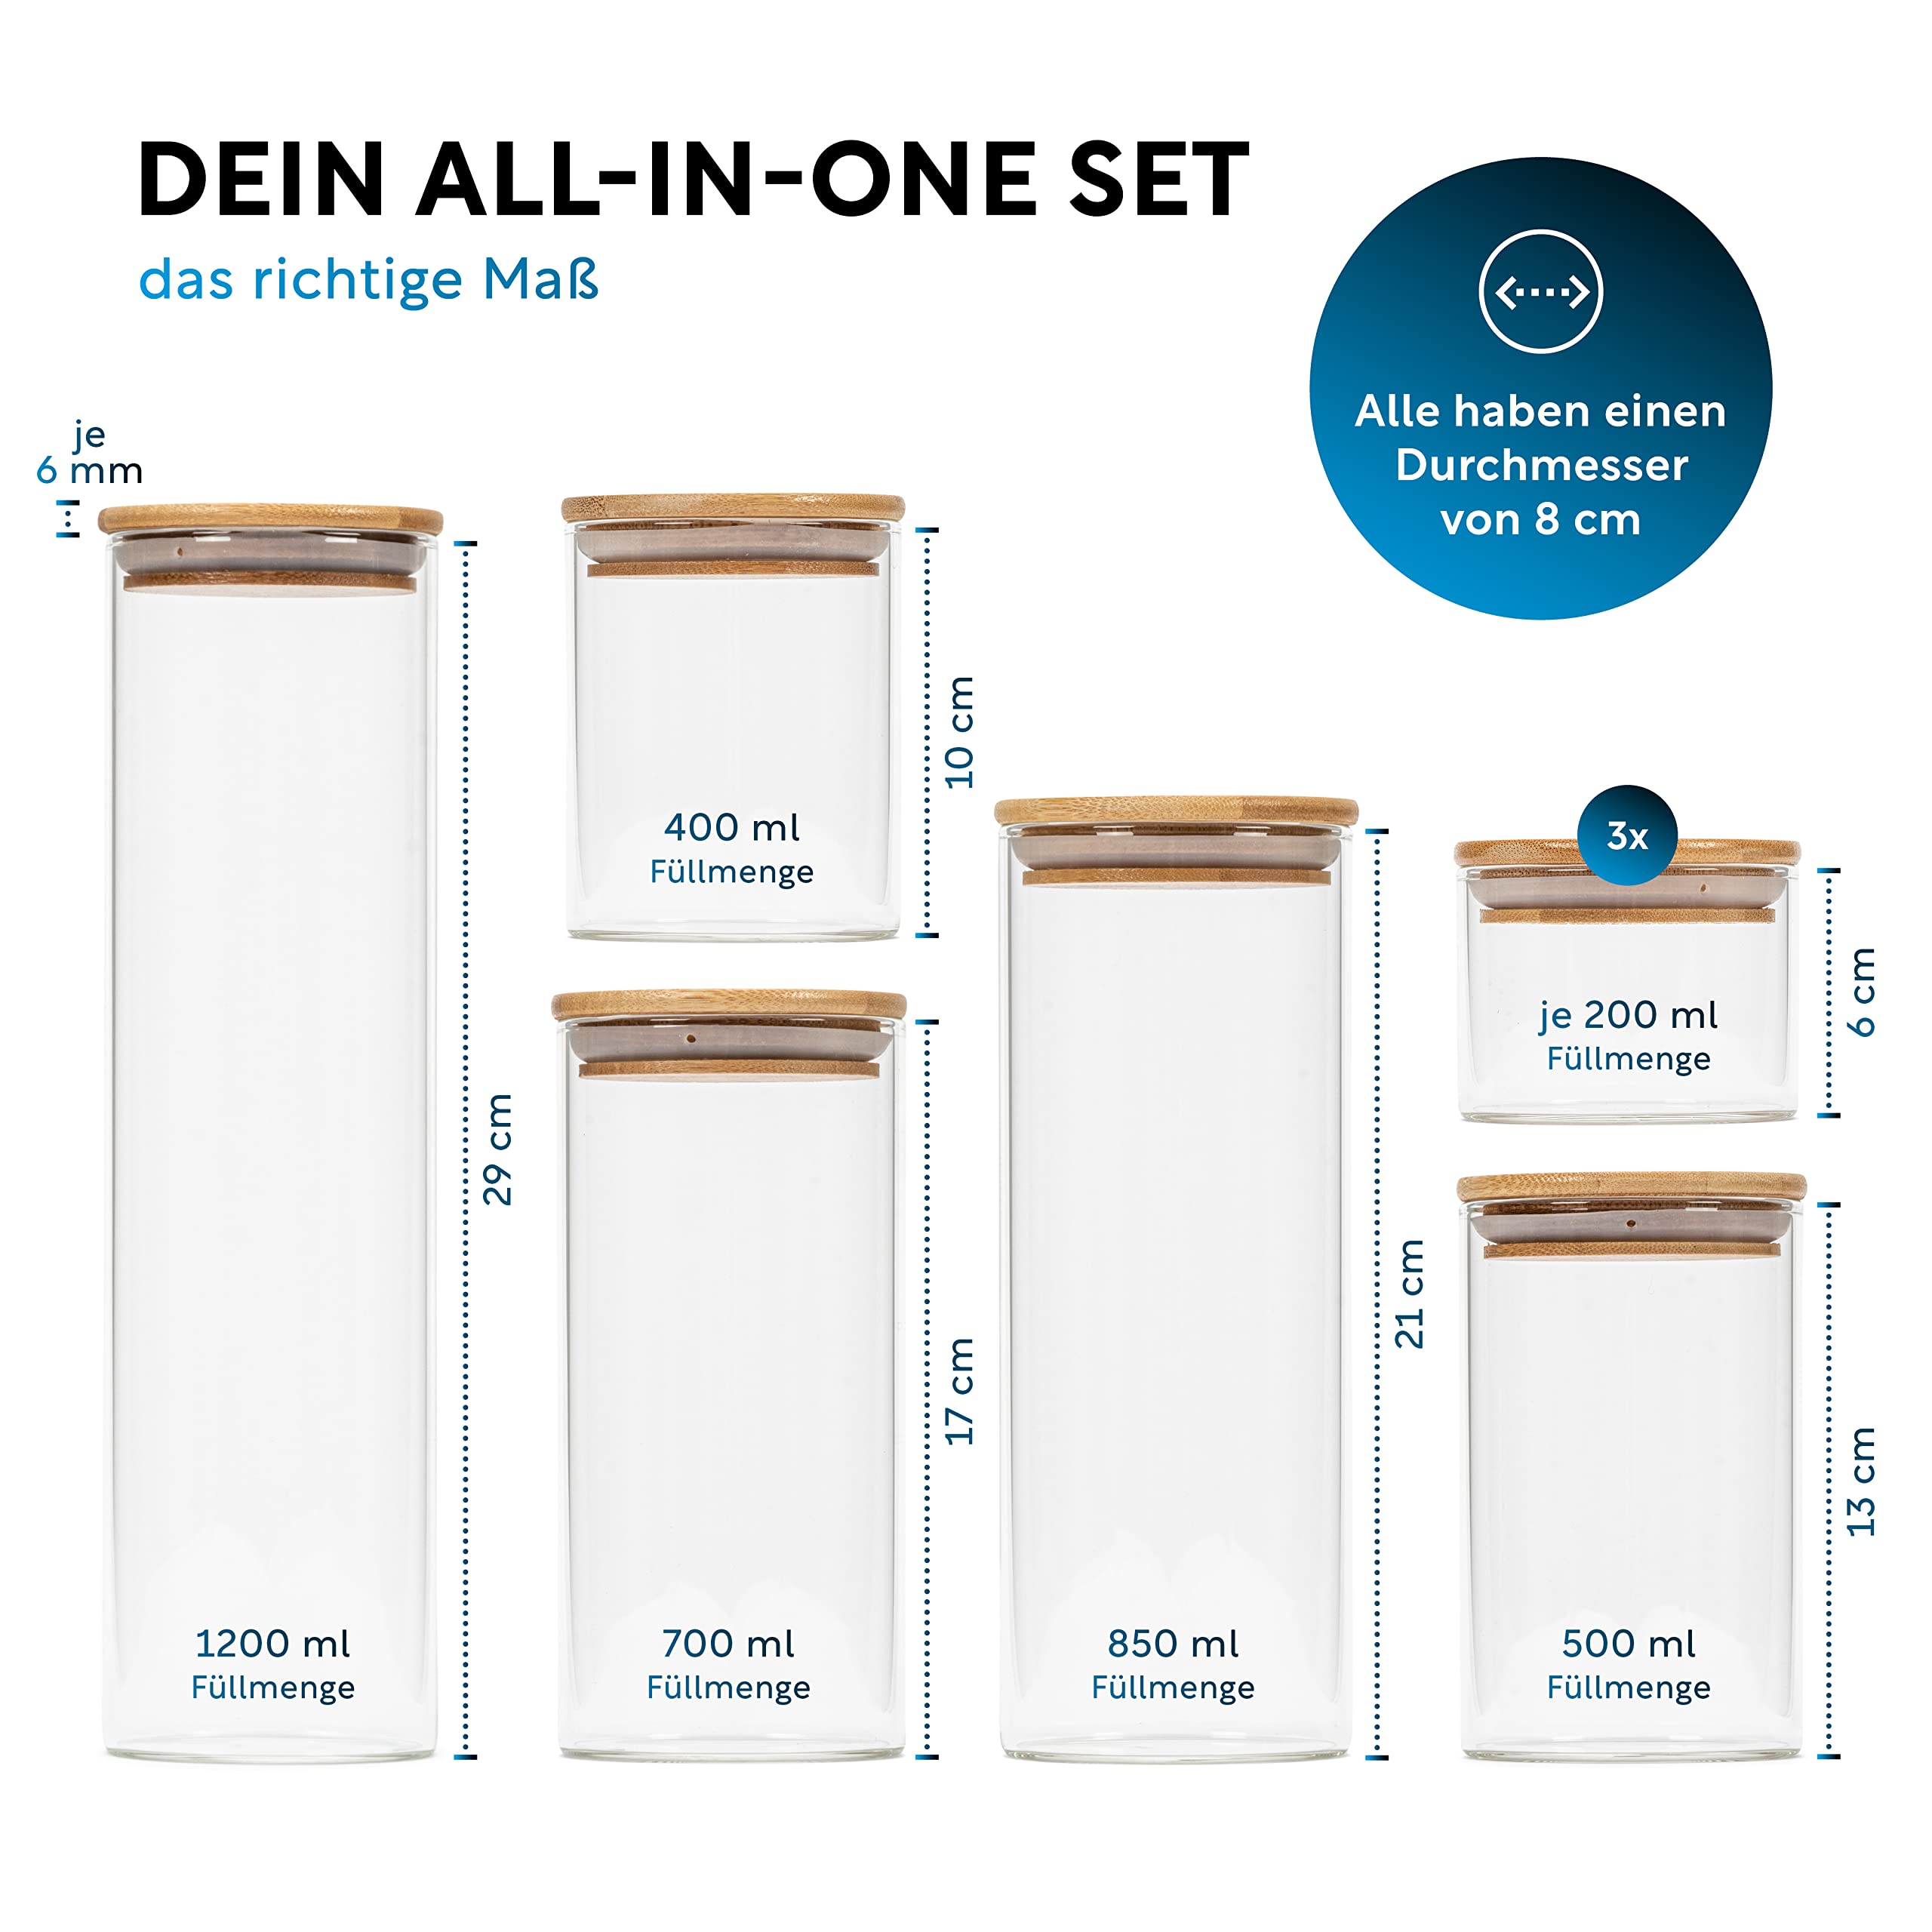 DEIN ALL-IN-ONE SET
das richtige Maß
Alle haben einen
Durchmesser
von 8 cm
je
6 mm
29 cm
1200 ml
Füllmenge
10 cm
400 ml
Füllmenge
17 cm
700 ml
Füllmenge
21 cm
850 ml
Füllmenge
3x
6 cm
je 200 ml
Füllmenge
13 cm
500 ml
Füllmenge